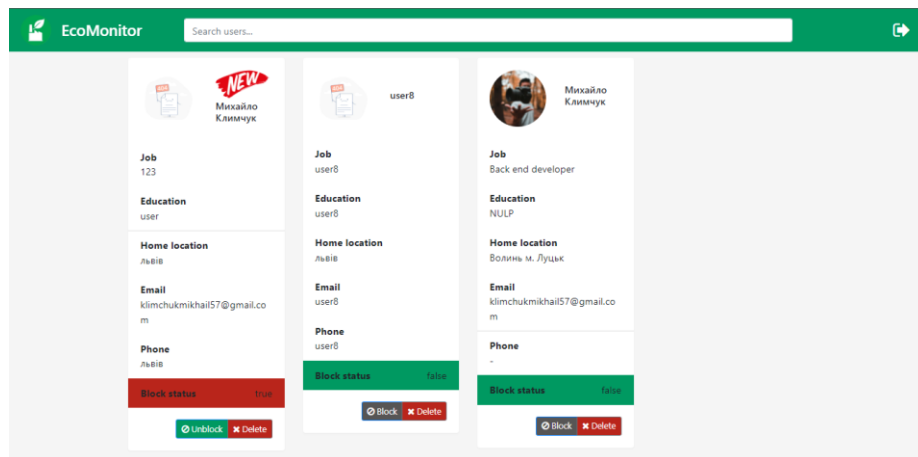 EcoMonitor
Search users...
NEW
Михайло
Климчук
Job
123
Education
user
Home location
львів
Email
klimchukmikhail57@gmail.co
m
Phone
львів
Block status true
Unblock Delete
user8
Job
user8
Education
user8
Home location
львів
Email
user8
Phone
user8
Block status false
Block Delete
Михайло
Климчук
Job
Back end developer
Education
NULP
Home location
Волинь м. Луцьк
Email
klimchukmikhail57@gmail.co
m
Phone
-
Block status false
Block Delete